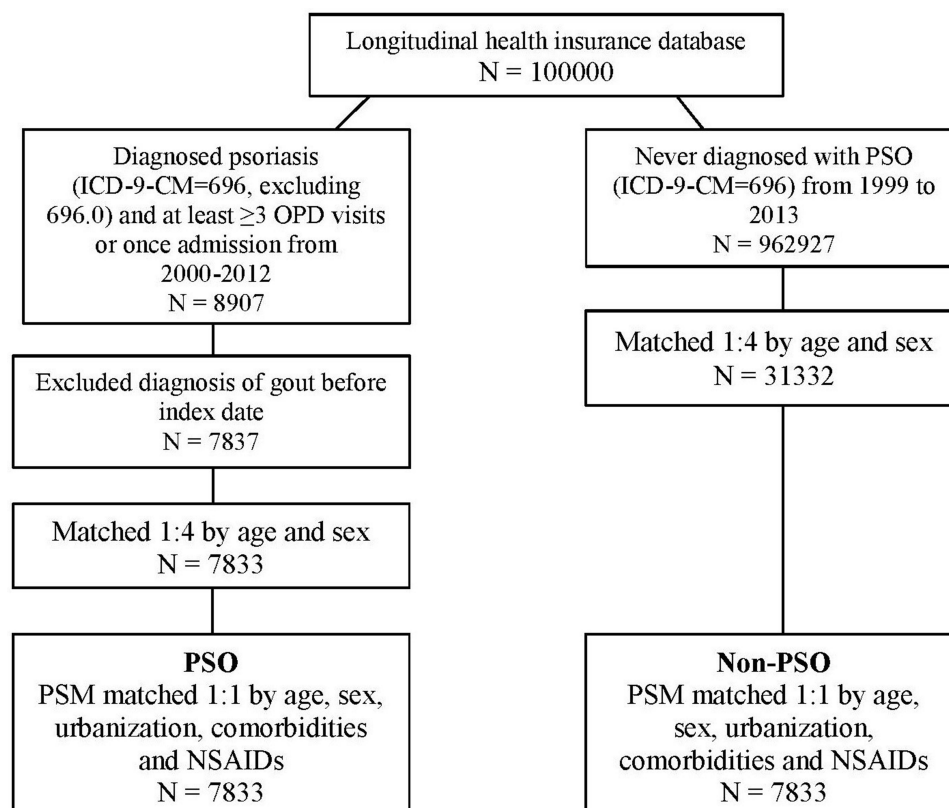 Longitudinal health insurance database
N = 100000
Diagnosed psoriasis
(ICD-9-CM=696, excluding
696.0) and at least ≥3 OPD visits
or once admission from
2000-2012
N = 8907
Excluded diagnosis of gout before
index date
N = 7837
Matched 1:4 by age and sex
N = 7833
PSO
PSM matched 1:1 by age, sex,
urbanization, comorbidities
and NSAIDs
N = 7833
Never diagnosed with PSO
(ICD-9-CM=696) from 1999 to
2013
N = 962927
Matched 1:4 by age and sex
N = 31332
Non-PSO
PSM matched 1:1 by age,
sex, urbanization,
comorbidities and NSAIDs
N = 7833